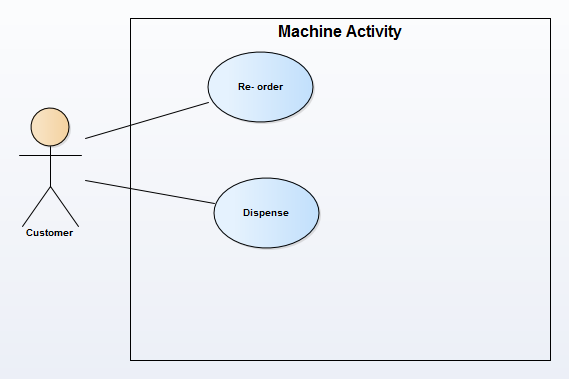 Machine Activity
Re- order
Dispense
Customer